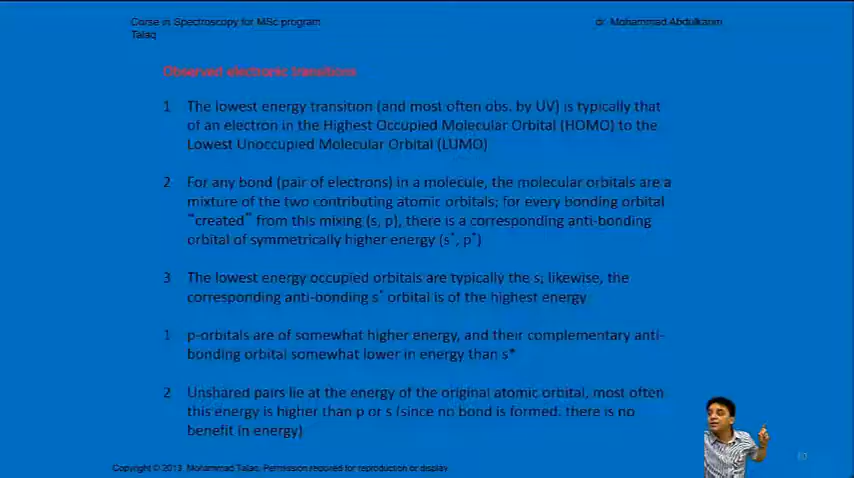 Corse in Spectroscopy for MSc program
dr. Mohammad Abdulkarim
Talaq
Observed electronic transitions
1 The lowest energy transition (and most often obs. by UV) is typically that
of an electron in the Highest Occupied Molecular Orbital (HOMO) to the
Lowest Unoccupied Molecular Orbital (LUMO)
2 For any bond (pair of electrons) in a molecule, the molecular orbitals are a
mixture of the two contributing atomic orbitals; for every bonding orbital
“created” from this mixing (s, p), there is a corresponding anti-bonding
orbital of symmetrically higher energy (s*, p*)
3 The lowest energy occupied orbitals are typically the s; likewise, the
corresponding anti-bonding s* orbital is of the highest energy
1 p-orbitals are of somewhat higher energy, and their complementary anti-
bonding orbital somewhat lower in energy than s*
2 Unshared pairs lie at the energy of the original atomic orbital, most often
this energy is higher than p or s (since no bond is formed, there is no
benefit in energy)
Copyright © 2013 Mohammad Talaq. Permission required for reproduction or display